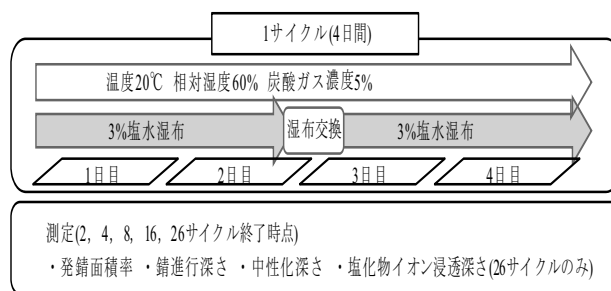 1サイクル(4日間)
温度20℃ 相対湿度60% 炭酸ガス濃度5%
3%塩水湿布
湿布交換
3%塩水湿布
1日目
2日目
3日目
4日目
測定(2, 4, 8, 16, 26サイクル終了時点)
・発錆面積率 ・錆進行深さ ・中性化深さ ・塩化物イオン浸透深さ(26サイクルのみ)